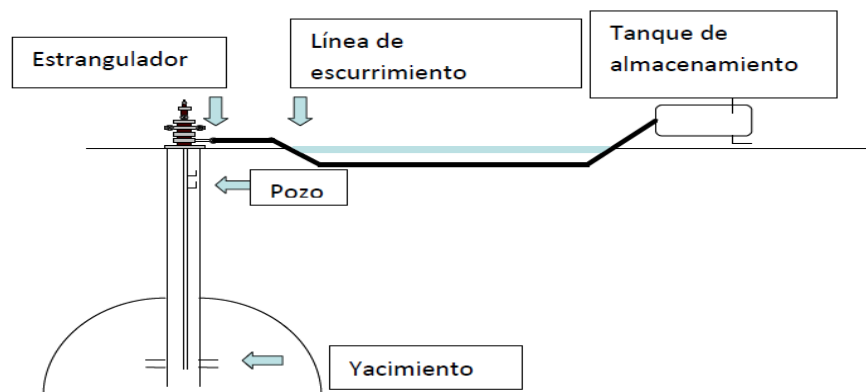 Estrangulador
Línea de
escurrimiento
Tanque de
almacenamiento
Pozo
Yacimiento